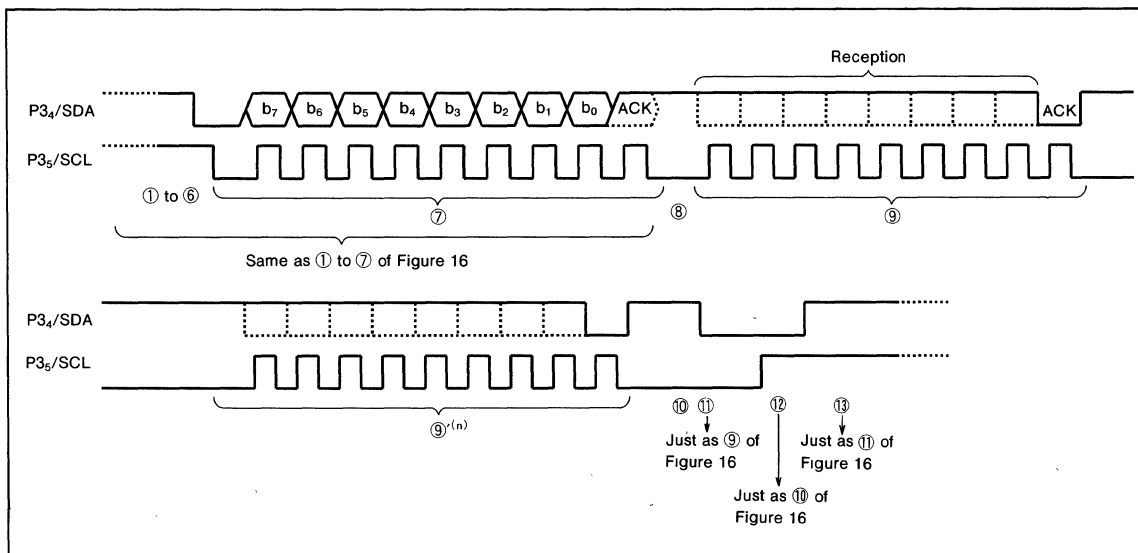 Reception
P3₄/SDA b₇ b₆ b₅ b₄ b₃ b₂ b₁ b₀ ACK ACK
P3₅/SCL
① to ⑥ ⑦ ⑧ ⑨
Same as ① to ⑦ of Figure 16
P3₄/SDA
P3₅/SCL
⑨'⁽ⁿ⁾ ⑩ ⑪ ⑫ ⑬
Just as ⑨ of Just as ⑪ of
Figure 16 Figure 16
Just as ⑩ of
Figure 16